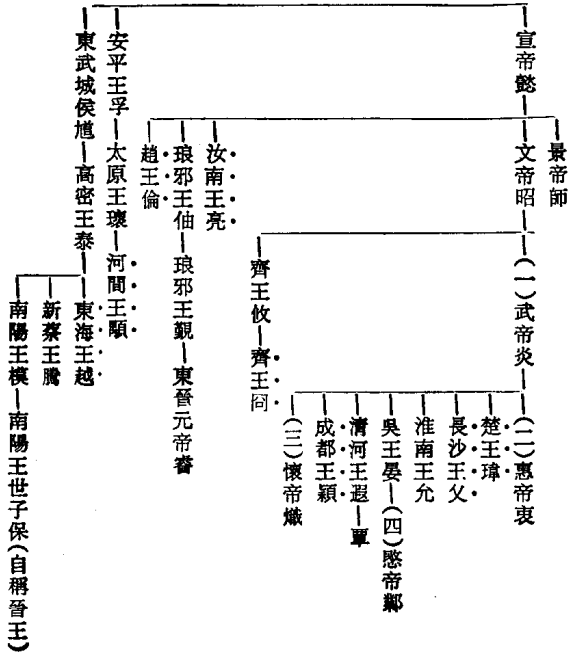 景帝師
宣帝懿
文帝昭
(一)武帝炎
(二)惠帝衷
楚王瑋
長沙王乂
淮南王允
吳王晏
(四)愍帝鄴
清河王遐
覃
成都王穎
(三)懷帝熾
齊王攸
齊王冏
汝南王亮
琅邪王伷
琅邪王覲
東晉元帝睿
趙王倫
安平王孚
太原王瓌
河間王顒
東武城侯馗
高密王泰
東海王越
新蔡王騰
南陽王模
南陽王世子保(自稱晉王)